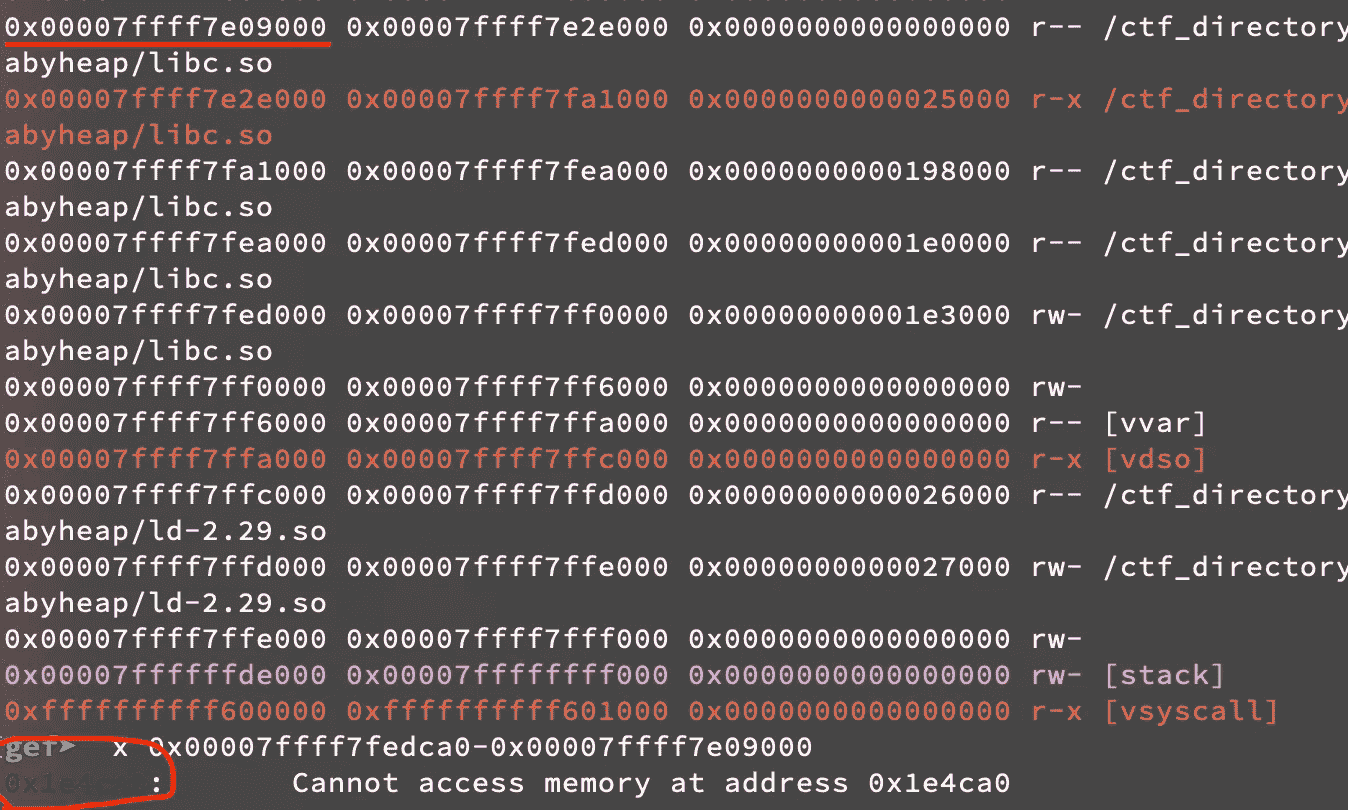 0x00007ffff7e09000 0x00007ffff7e2e000 0x0000000000000000 r-- /ctf_directory
abyheap/libc.so
0x00007ffff7e2e000 0x00007ffff7fa1000 0x0000000000025000 r-x /ctf_directory
abyheap/libc.so
0x00007ffff7fa1000 0x00007ffff7fea000 0x0000000000198000 r-- /ctf_directory
abyheap/libc.so
0x00007ffff7fea000 0x00007ffff7fed000 0x00000000001e0000 r-- /ctf_directory
abyheap/libc.so
0x00007ffff7fed000 0x00007ffff7ff0000 0x00000000001e3000 rw- /ctf_directory
abyheap/libc.so
0x00007ffff7ff0000 0x00007ffff7ff6000 0x0000000000000000 rw-
0x00007ffff7ff6000 0x00007ffff7ffa000 0x0000000000000000 r-- [vvar]
0x00007ffff7ffa000 0x00007ffff7ffc000 0x0000000000000000 r-x [vdso]
0x00007ffff7ffc000 0x00007ffff7ffd000 0x0000000000026000 r-- /ctf_directory
abyheap/ld-2.29.so
0x00007ffff7ffd000 0x00007ffff7ffe000 0x0000000000027000 rw- /ctf_directory
abyheap/ld-2.29.so
0x00007ffff7ffe000 0x00007ffff7fff000 0x0000000000000000 rw-
0x00007ffffffde000 0x00007ffffffff000 0x0000000000000000 rw- [stack]
0xffffffffff600000 0xffffffffff601000 0x0000000000000000 r-x [vsyscall]
gef➤ x 0x00007ffff7fedca0-0x00007ffff7e09000
0x1e4ca0: Cannot access memory at address 0x1e4ca0